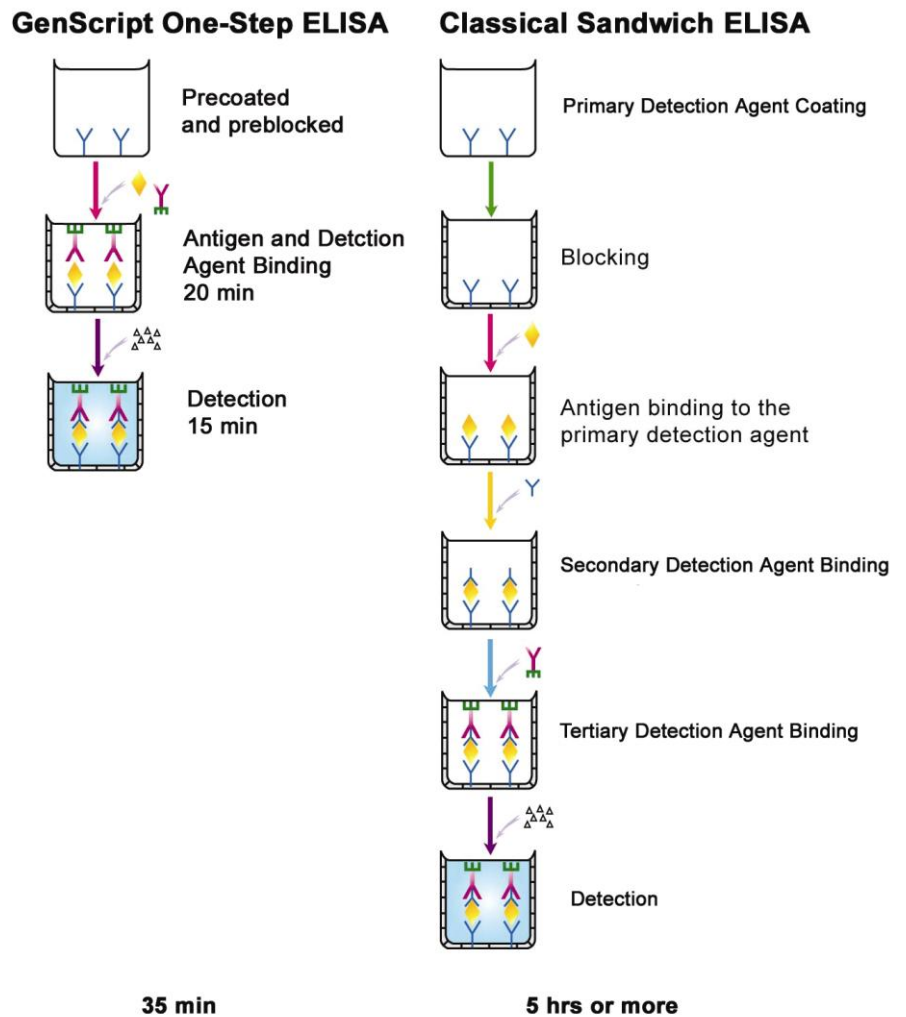 GenScript One-Step ELISA
Precoated
and preblocked
Antigen and Detction
Agent Binding
20 min
Detection
15 min
35 min
Classical Sandwich ELISA
Primary Detection Agent Coating
Blocking
Antigen binding to the
primary detection agent
Secondary Detection Agent Binding
Tertiary Detection Agent Binding
Detection
5 hrs or more